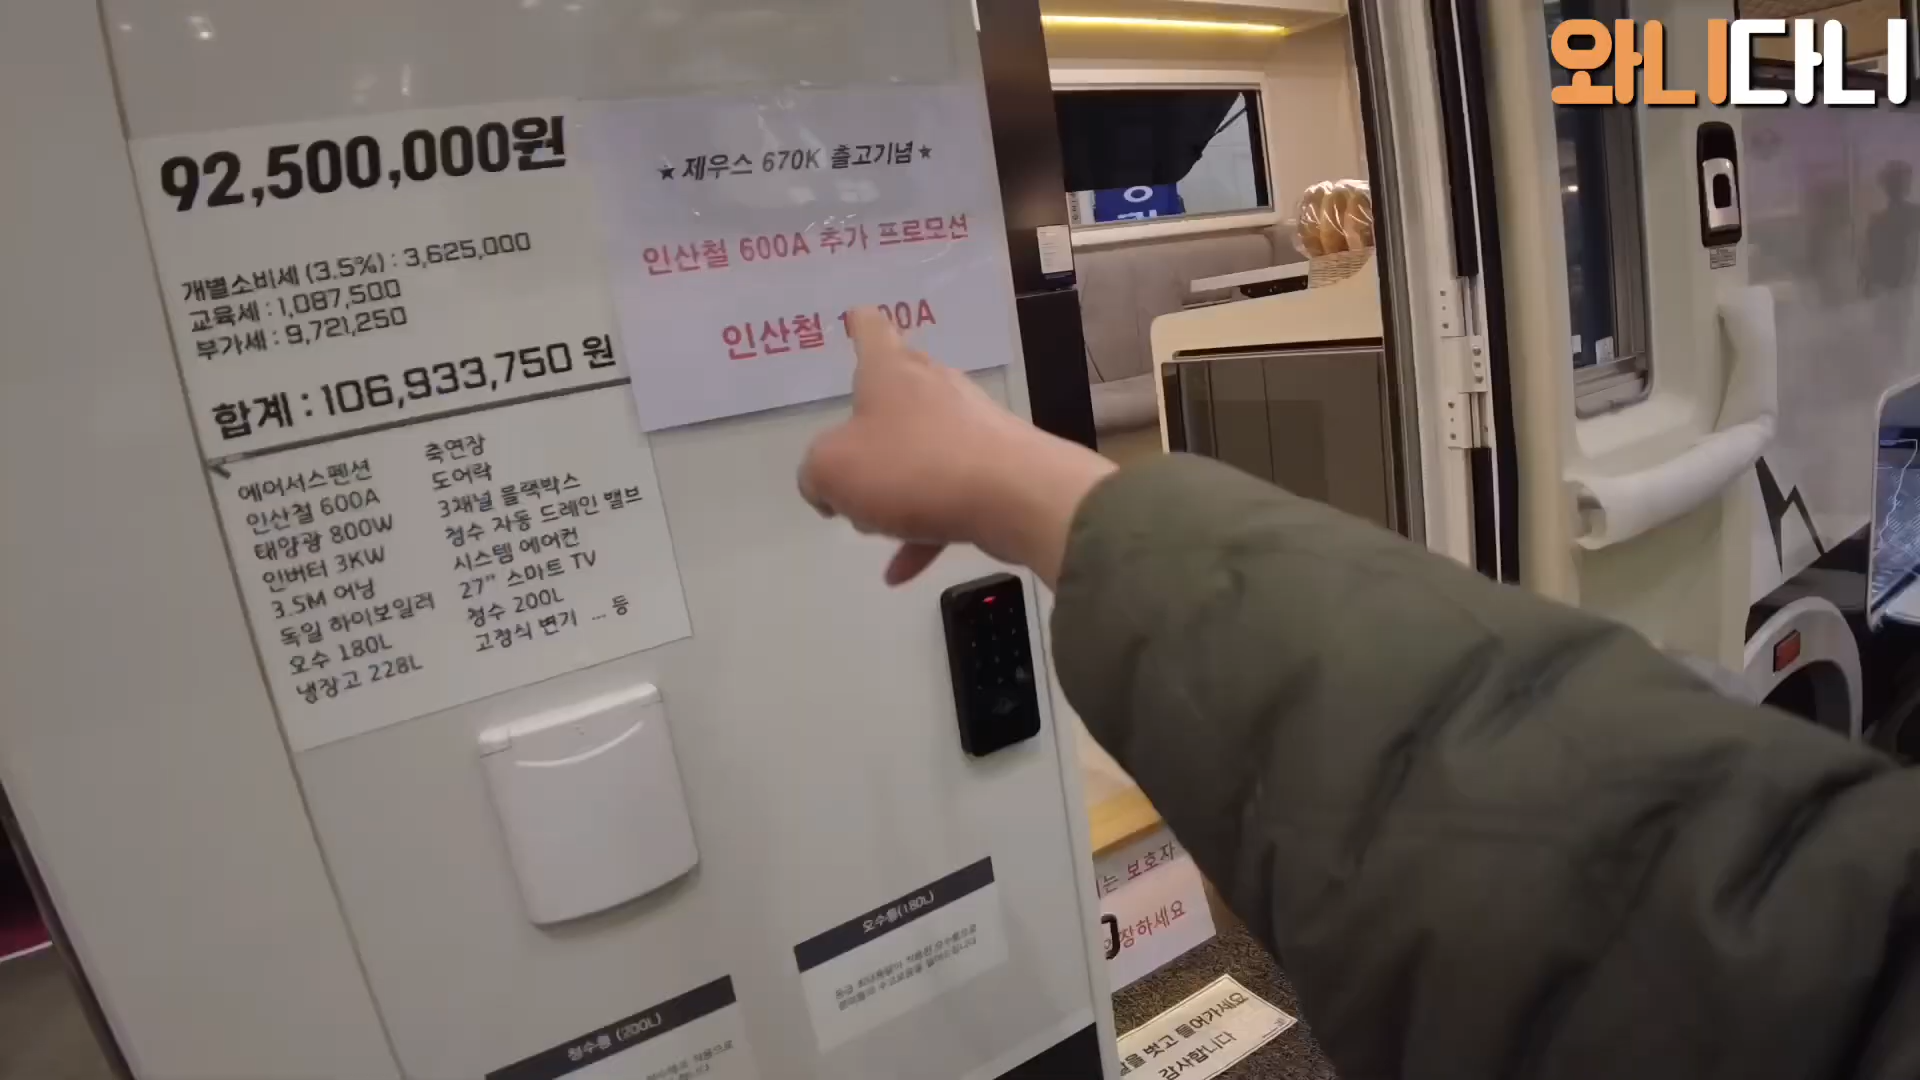 와니다니
92,500,000원
개별소비세 (3.5%) : 3,625,000
교육세 : 1,087,500
부가세 : 9,721,250
합계 : 106,933,750 원
★ 제우스 670K 출고기념 ★
인산철 600A 추가 프로모션
인산철
에어서스펜션
인산철 600A
태양광 800W
인버터 3KW
3.5M 어닝
독일 하이보일러
오수 180L
냉장고 228L
축연장
도어락
3채널 블랙박스
청수 자동 드레인 밸브
시스템 에어컨
27" 스마트 TV
청수 200L
고정식 변기 ... 등
오수통(180L)
청수통 (200L)
는 보호자
장하세요
벗고 들어가세요
감사합니다